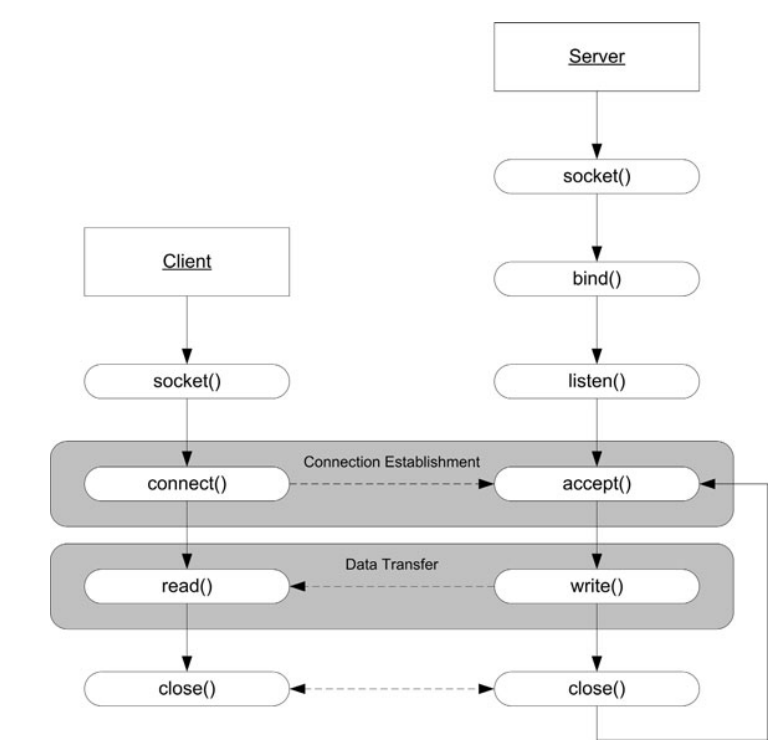 Server
socket()
bind()
Client
socket()
listen()
Connection Establishment
connect()
accept()
Data Transfer
read()
write()
close()
close()